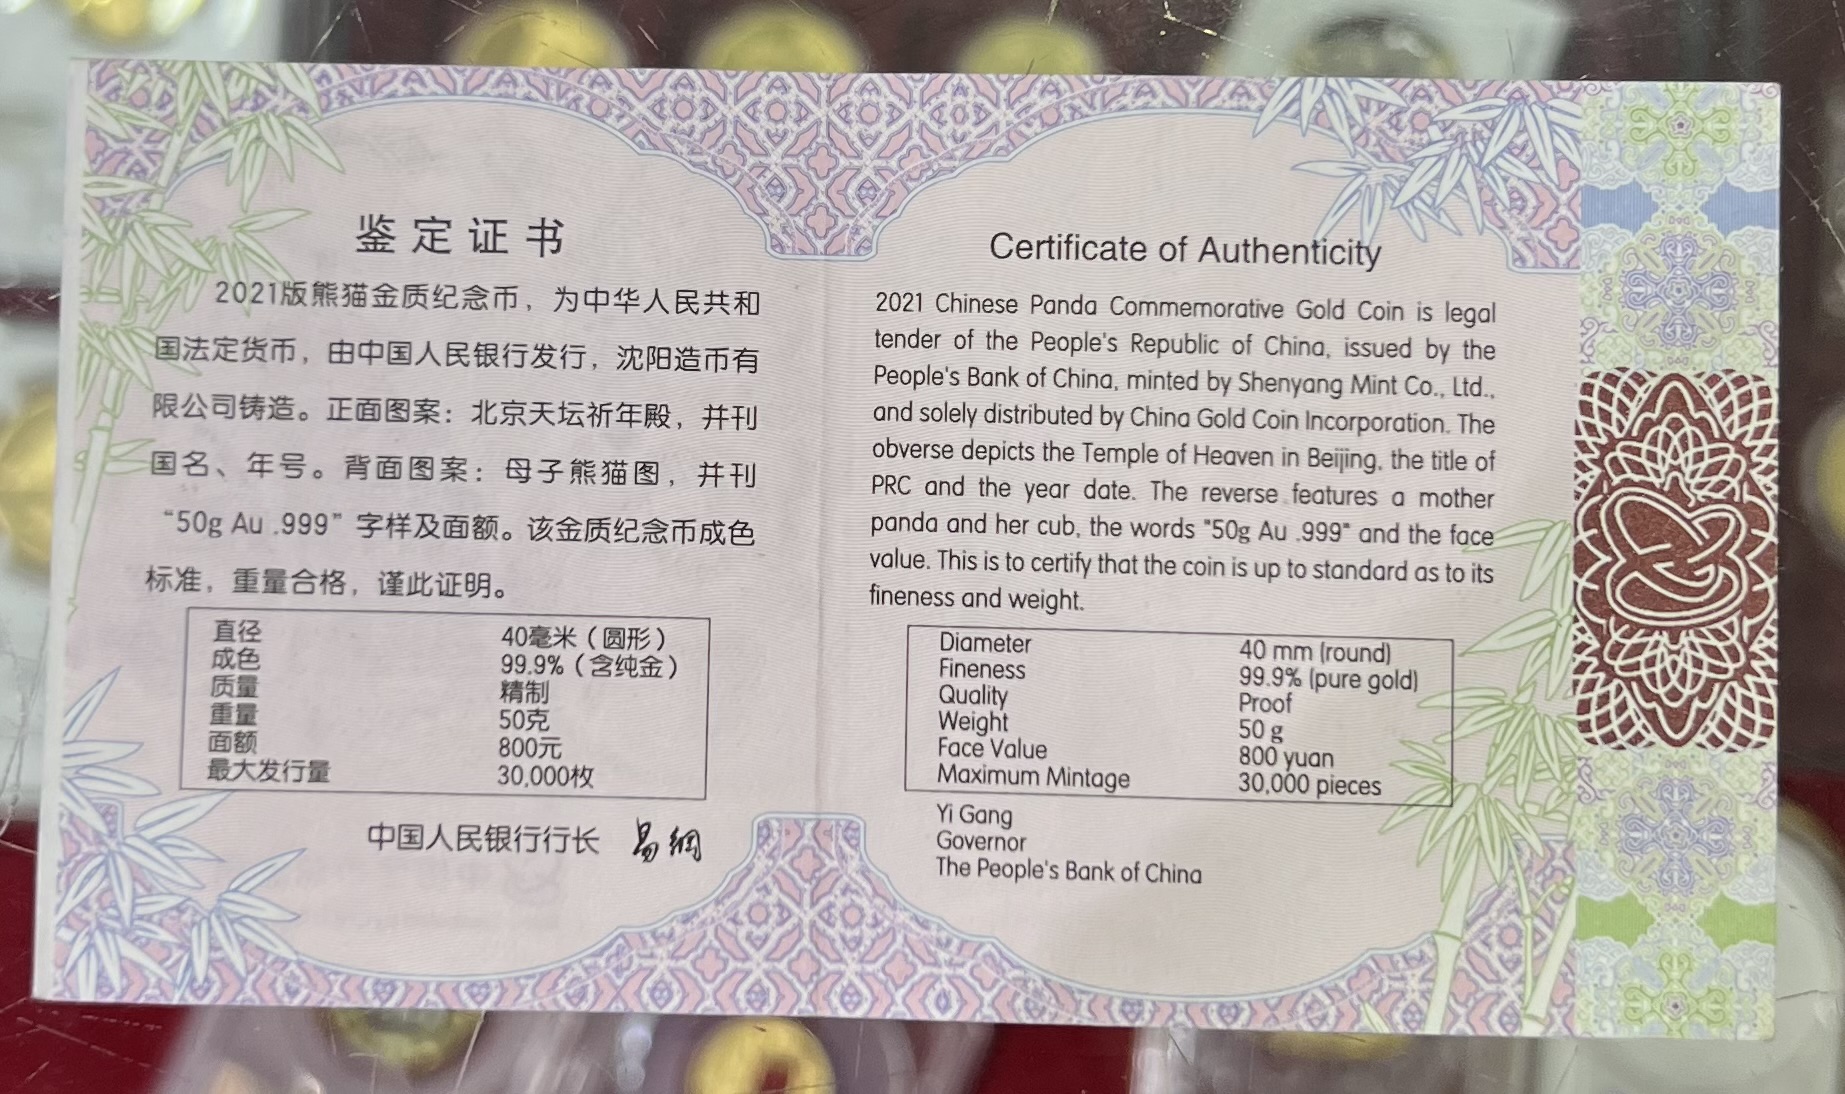 鉴定证书
2021版熊猫金质纪念币，为中华人民共和
国法定货币，由中国人民银行发行，沈阳造币有
限公司铸造。正面图案：北京天坛祈年殿，并刊
国名、年号。背面图案：母子熊猫图，并刊
“50g Au .999”字样及面额。该金质纪念币成色
标准，重量合格，谨此证明。
直径 40毫米（圆形）
成色 99.9%（含纯金）
质量 精制
重量 50克
面额 800元
最大发行量 30,000枚
中国人民银行行长 易纲
Certificate of Authenticity
2021 Chinese Panda Commemorative Gold Coin is legal
tender of the People's Republic of China, issued by the
People's Bank of China, minted by Shenyang Mint Co., Ltd.,
and solely distributed by China Gold Coin Incorporation. The
obverse depicts the Temple of Heaven in Beijing, the title of
PRC and the year date. The reverse features a mother
panda and her cub, the words "50g Au .999" and the face
value. This is to certify that the coin is up to standard as to its
fineness and weight.
Diameter 40 mm (round)
Fineness 99.9% (pure gold)
Quality Proof
Weight 50 g
Face Value 800 yuan
Maximum Mintage 30,000 pieces
Yi Gang
Governor
The People's Bank of China